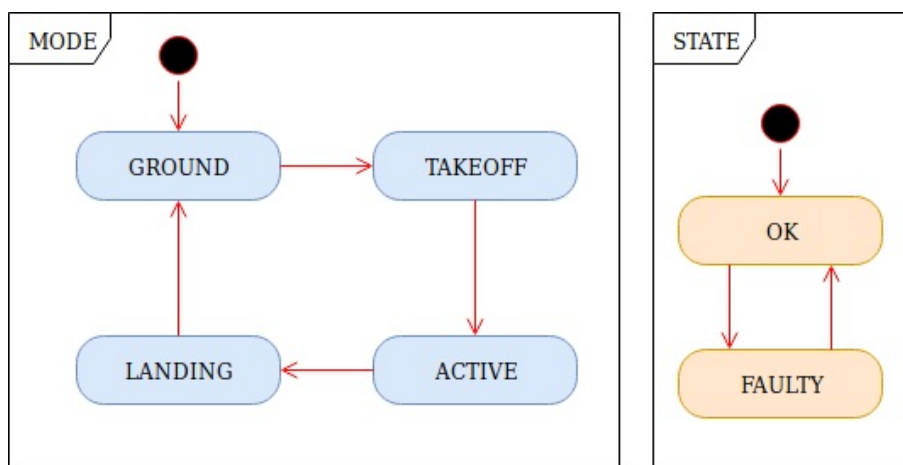 MODE
GROUND
TAKEOFF
LANDING
ACTIVE
STATE
OK
FAULTY